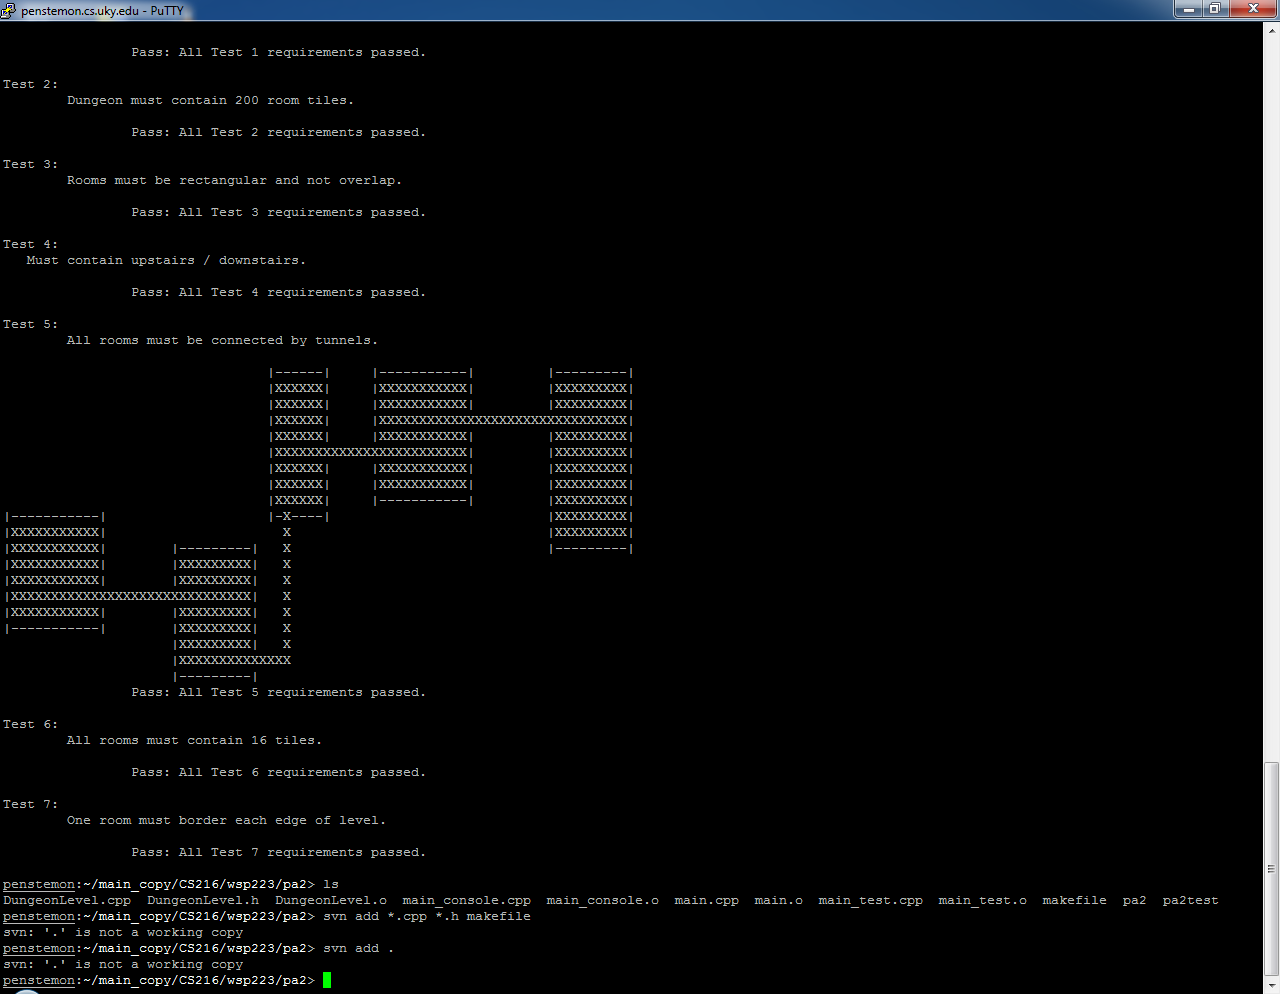 penstemon.cs.uky.edu - PuTTY
Pass: All Test 1 requirements passed.
Test 2:
Dungeon must contain 200 room tiles.
Pass: All Test 2 requirements passed.
Test 3:
Rooms must be rectangular and not overlap.
Pass: All Test 3 requirements passed.
Test 4:
Must contain upstairs / downstairs.
Pass: All Test 4 requirements passed.
Test 5:
All rooms must be connected by tunnels.
                                 |------|     |-----------|          |---------|
                                 |XXXXXX|     |XXXXXXXXXXX|          |XXXXXXXXX|
                                 |XXXXXX|     |XXXXXXXXXXX|          |XXXXXXXXX|
                                 |XXXXXX|     |XXXXXXXXXXXXXXXXXXXXXXXXXXXXXXX|
                                 |XXXXXX|     |XXXXXXXXXXX|          |XXXXXXXXX|
                                 |XXXXXXXXXXXXXXXXXXXXXXXX|          |XXXXXXXXX|
                                 |XXXXXX|     |XXXXXXXXXXX|          |XXXXXXXXX|
                                 |XXXXXX|     |XXXXXXXXXXX|          |XXXXXXXXX|
                                 |XXXXXX|     |-----------|          |XXXXXXXXX|
|-----------|                    |-X----|                            |XXXXXXXXX|
|XXXXXXXXXXX|                      X                                 |XXXXXXXXX|
|XXXXXXXXXXX|        |---------|   X                                 |---------|
|XXXXXXXXXXX|        |XXXXXXXXX|   X
|XXXXXXXXXXX|        |XXXXXXXXX|   X
|XXXXXXXXXXXXXXXXXXXXXXXXXXXXXX|   X
|XXXXXXXXXXX|        |XXXXXXXXX|   X
|-----------|        |XXXXXXXXX|   X
                     |XXXXXXXXX|   X
                     |XXXXXXXXXXXXXX
                     |---------|
Pass: All Test 5 requirements passed.
Test 6:
All rooms must contain 16 tiles.
Pass: All Test 6 requirements passed.
Test 7:
One room must border each edge of level.
Pass: All Test 7 requirements passed.
penstemon:~/main_copy/CS216/wsp223/pa2> ls
DungeonLevel.cpp  DungeonLevel.h  DungeonLevel.o  main_console.cpp  main_console.o  main.cpp  main.o  main_test.cpp  main_test.o  makefile  pa2  pa2test
penstemon:~/main_copy/CS216/wsp223/pa2> svn add *.cpp *.h makefile
svn: '.' is not a working copy
penstemon:~/main_copy/CS216/wsp223/pa2> svn add .
svn: '.' is not a working copy
penstemon:~/main_copy/CS216/wsp223/pa2>